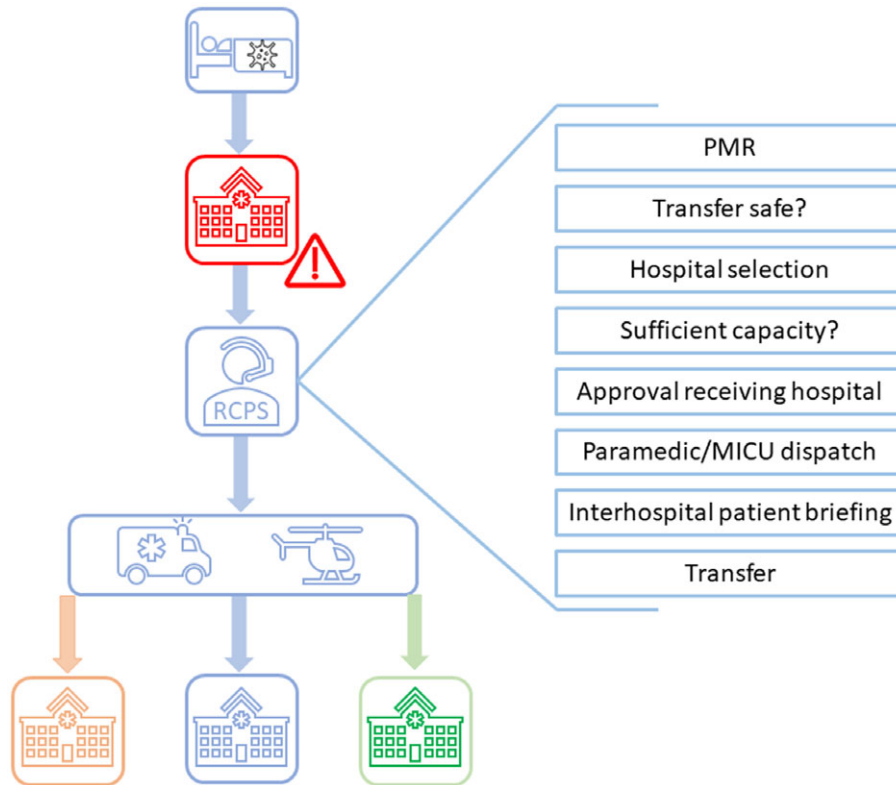 RCPS
PMR
Transfer safe?
Hospital selection
Sufficient capacity?
Approval receiving hospital
Paramedic/MICU dispatch
Interhospital patient briefing
Transfer